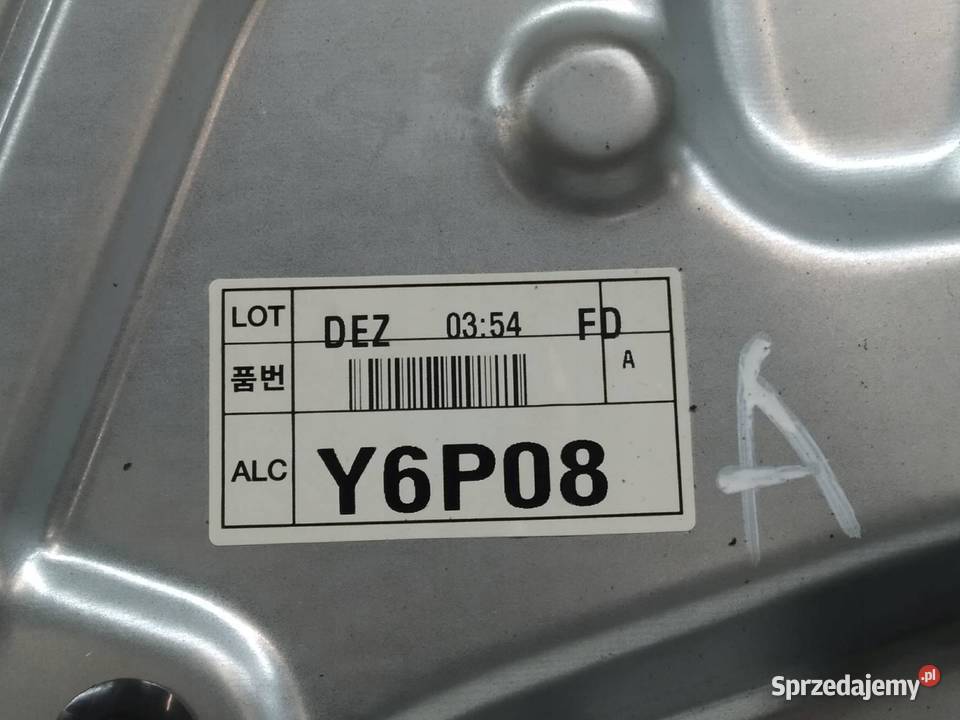 LOT DEZ 03:54 FD
품번 A
ALC Y6P08
A
Sprzedajemy.pl